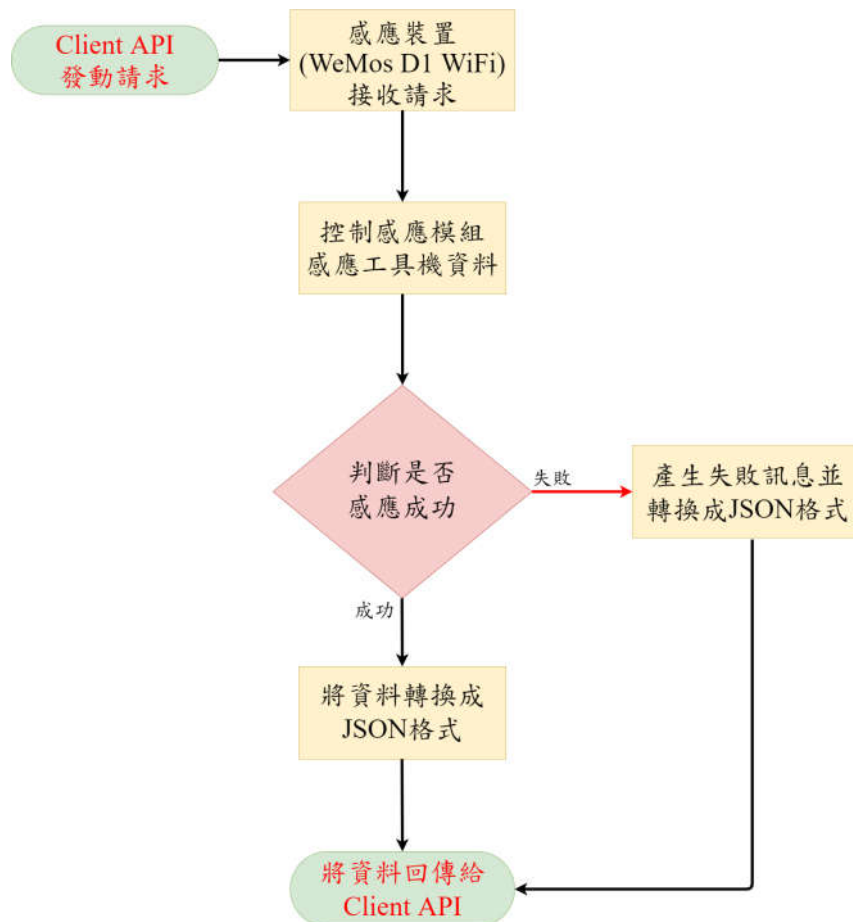 Client API
發動請求
感應裝置
(WeMos D1 WiFi)
接收請求
控制感應模組
感應工具機資料
判斷是否
感應成功
失敗
產生失敗訊息並
轉換成JSON格式
成功
將資料轉換成
JSON格式
將資料回傳給
Client API